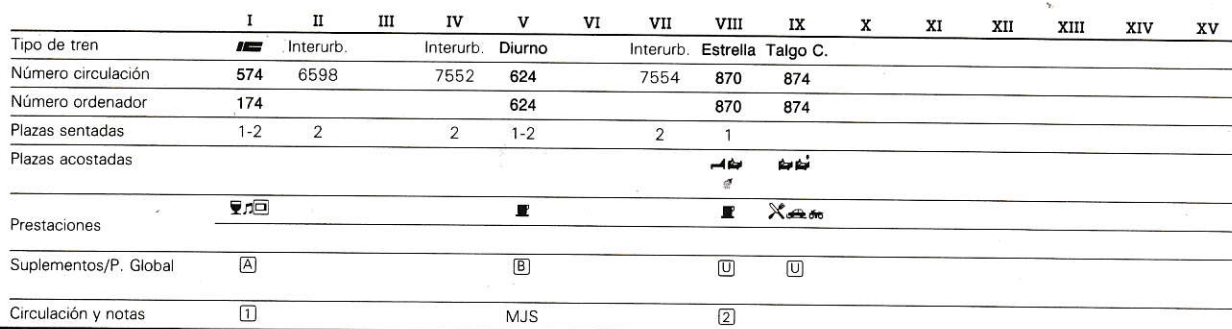 I II III IV V VI VII VIII IX X XI XII XIII XIV XV
Tipo de tren IC Interurb. Interurb. Diurno Interurb. Estrella Talgo C.
Número circulación 574 6598 7552 624 7554 870 874
Número ordenador 174 624 870 874
Plazas sentadas 1-2 2 2 1-2 2 1
Plazas acostadas
Prestaciones
Suplementos/P. Global A B U U
Circulación y notas 1 MJS 2